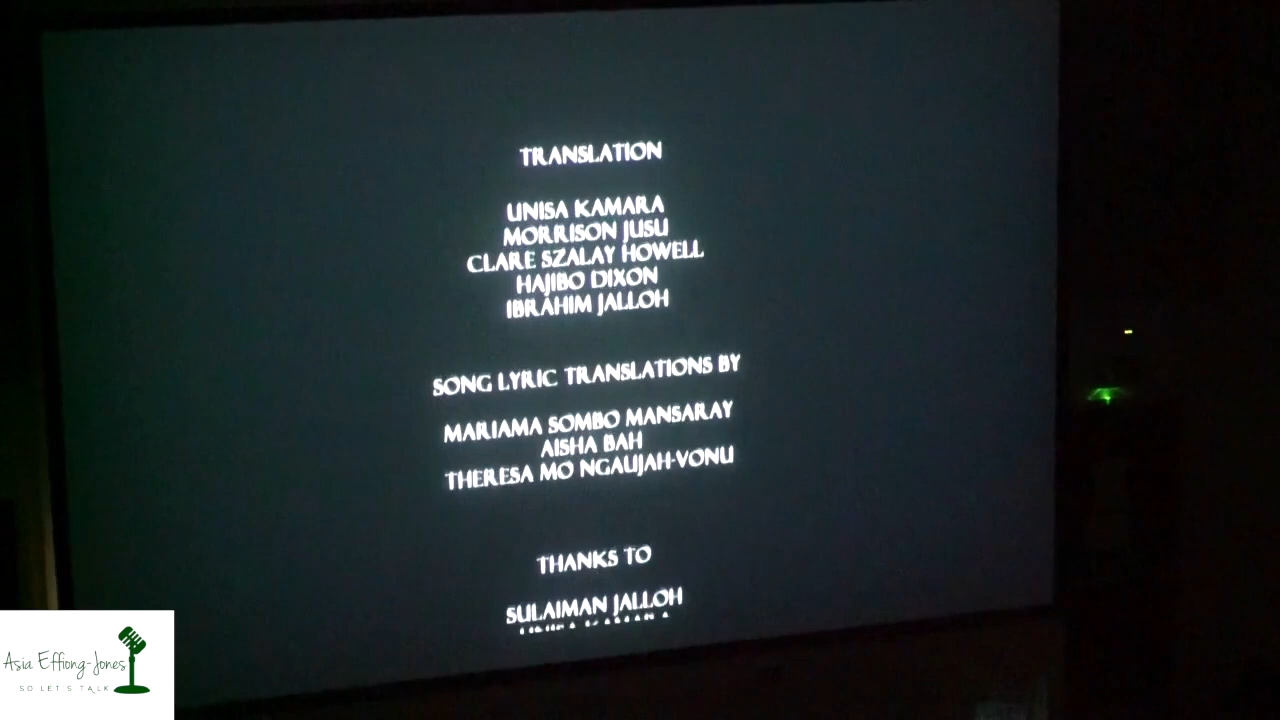 TRANSLATION
UNISA KAMARA
MORRISON JUSU
CLARE SZALAY HOWELL
HAJIBO DIXON
IBRAHIM JALLOH
SONG LYRIC TRANSLATIONS BY
MARIAMA SOMBO MANSARAY
AISHA BAH
THERESA MO NGAUJAH-VONU
THANKS TO
SULAIMAN JALLOH
Asia Effiong-Jones
SO LET'S TALK